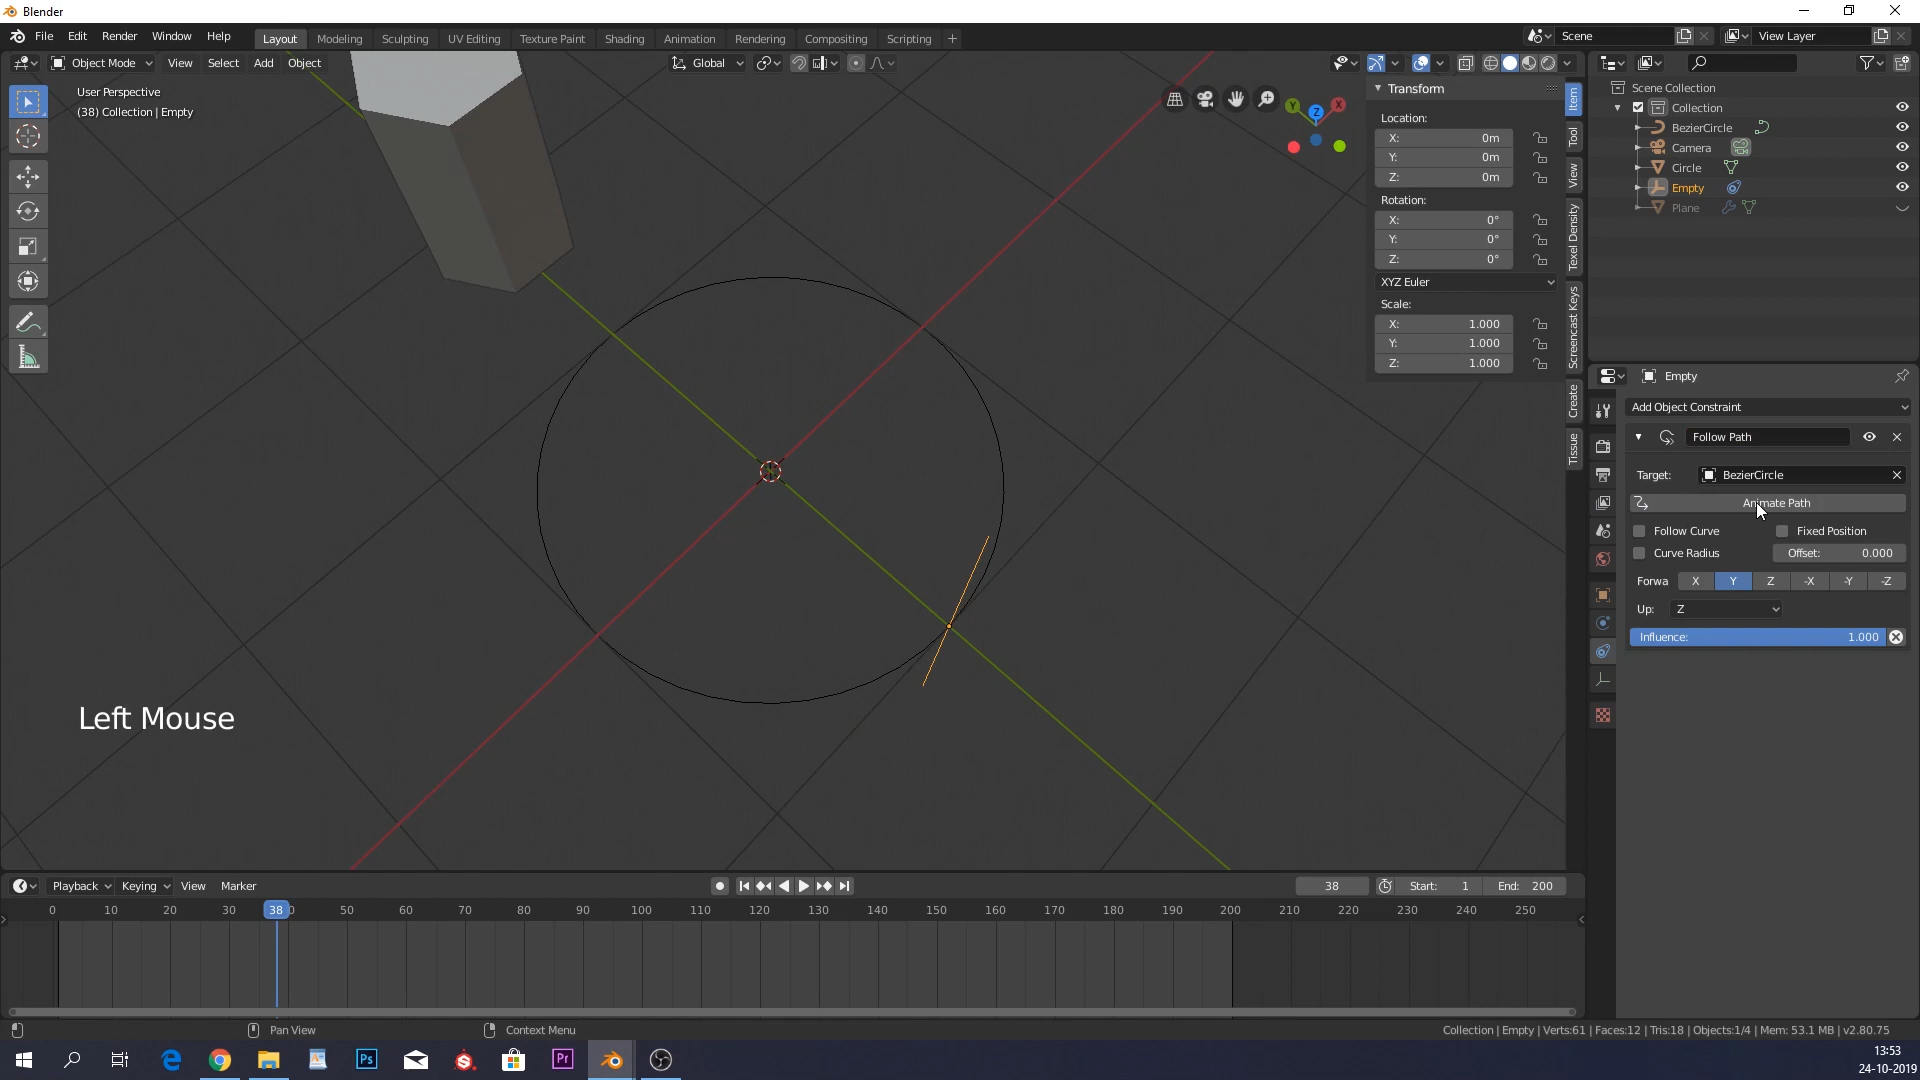 Blender
File Edit Render Window Help
Layout Modeling Sculpting UV Editing Texture Paint Shading Animation Rendering Compositing Scripting
Scene
View Layer
Object Mode View Select Add Object
Global
User Perspective
(38) Collection | Empty
Transform
Location:
X: 0m
Y: 0m
Z: 0m
Rotation:
X: 0°
Y: 0°
Z: 0°
XYZ Euler
Scale:
X: 1.000
Y: 1.000
Z: 1.000
Item
Tool
View
Texel Density
Screencast Keys
Create
Tissue
Y Z X
Scene Collection
Collection
BezierCircle
Camera
Circle
Empty
Plane
Empty
Add Object Constraint
Follow Path
Target: BezierCircle
Animate Path
Follow Curve Fixed Position
Curve Radius Offset: 0.000
Forwa X Y Z -X -Y -Z
Up: Z
Influence: 1.000
Left Mouse
Playback Keying View Marker
38 Start: 1 End: 200
0 10 20 30 38 0 50 60 70 80 90 100 110 120 130 140 150 160 170 180 190 200 210 220 230 240 250
Pan View Context Menu
Collection | Empty | Verts:61 | Faces:12 | Tris:18 | Objects:1/4 | Mem: 53.1 MB | v2.80.75
Ps
Pr
13:53
24-10-2019